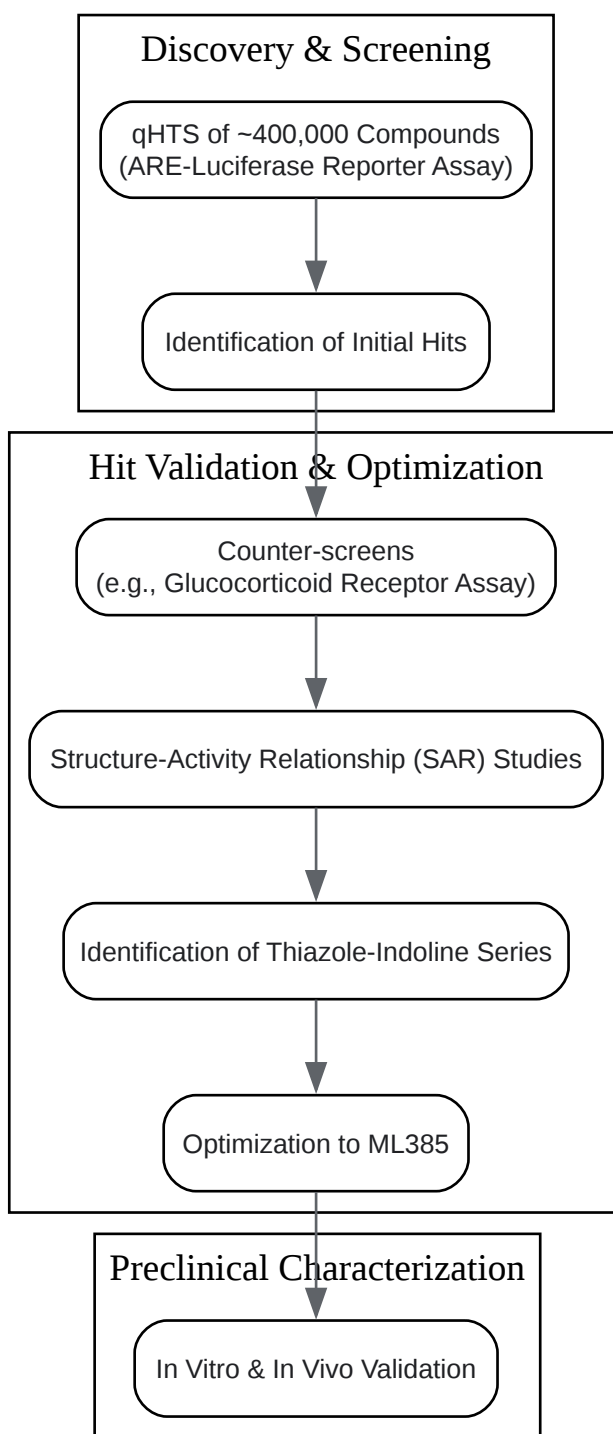 Discovery & Screening
qHTS of ~400,000 Compounds
(ARE-Luciferase Reporter Assay)
Identification of Initial Hits
Hit Validation & Optimization
Counter-screens
(e.g., Glucocorticoid Receptor Assay)
Structure-Activity Relationship (SAR) Studies
Identification of Thiazole-Indoline Series
Optimization to ML385
Preclinical Characterization
In Vitro & In Vivo Validation